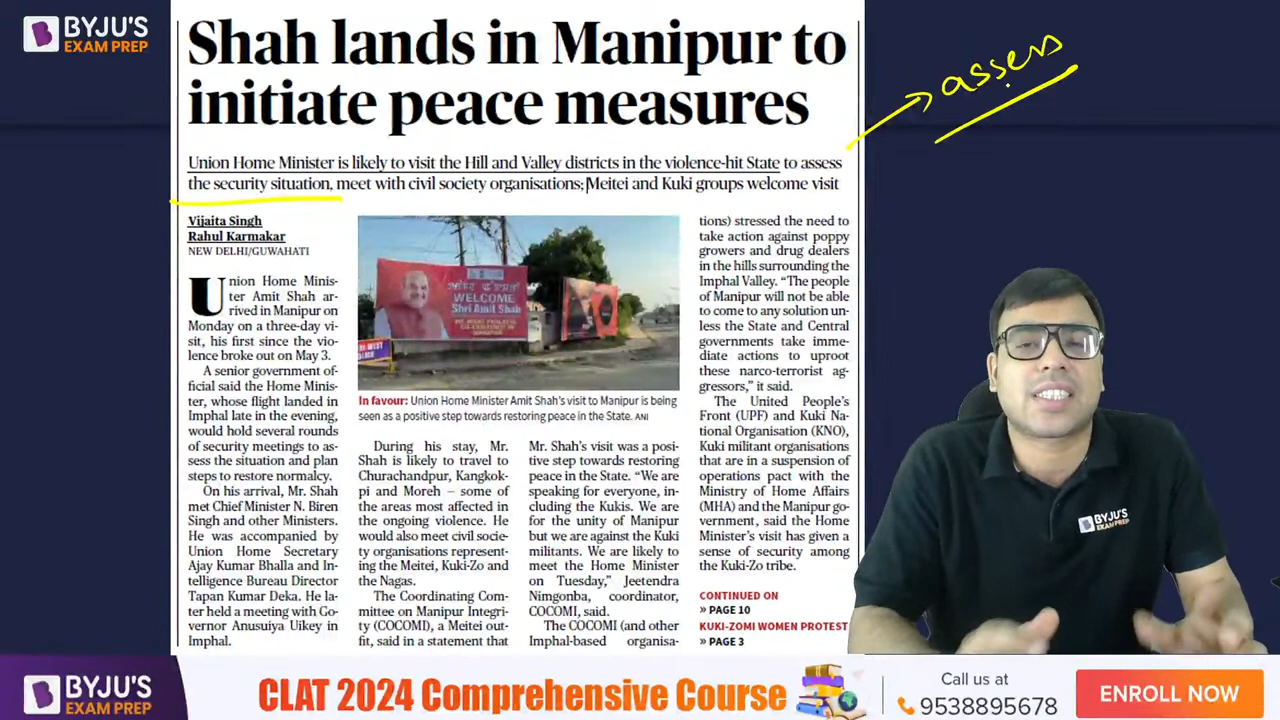 BYJU'S
EXAM PREP
Shah lands in Manipur to
initiate peace measures
assess
Union Home Minister is likely to visit the Hill and Valley districts in the violence-hit State to assess
the security situation, meet with civil society organisations; Meitei and Kuki groups welcome visit
Vijaita Singh
Rahul Karmakar
NEW DELHI/GUWAHATI
Union Home Minis-
ter Amit Shah ar-
rived in Manipur on
Monday on a three-day vi-
sit, his first since the vio-
lence broke out on May 3.
A senior government of-
ficial said the Home Minis-
ter, whose flight landed in
Imphal late in the evening,
would hold several rounds
of security meetings to as-
sess the situation and plan
steps to restore normalcy.
On his arrival, Mr. Shah
met Chief Minister N. Biren
Singh and other Ministers.
He was accompanied by
Union Home Secretary
Ajay Kumar Bhalla and In-
telligence Bureau Director
Tapan Kumar Deka. He la-
ter held a meeting with Go-
vernor Anusuiya Uikey in
Imphal.
WELCOME
Shri Amit Shah
In favour: Union Home Minister Amit Shah's visit to Manipur is being
seen as a positive step towards restoring peace in the State. ANI
During his stay, Mr.
Shah is likely to travel to
Churachandpur, Kangkok-
pi and Moreh – some of
the areas most affected in
the ongoing violence. He
would also meet civil socie-
ty organisations represent-
ing the Meitei, Kuki-Zo and
the Nagas.
The Coordinating Com-
mittee on Manipur Integri-
ty (COCOMI), a Meitei out-
fit, said in a statement that
Mr. Shah's visit was a posi-
tive step towards restoring
peace in the State. "We are
speaking for everyone, in-
cluding the Kukis. We are
for the unity of Manipur
but we are against the Kuki
militants. We are likely to
meet the Home Minister
on Tuesday," Jeetendra
Nimgonba, coordinator,
COCOMI, said.
The COCOMI (and other
Imphal-based organisa-
tions) stressed the need to
take action against poppy
growers and drug dealers
in the hills surrounding the
Imphal Valley. "The people
of Manipur will not be able
to come to any solution un-
less the State and Central
governments take imme-
diate actions to uproot
these narco-terrorist ag-
gressors," it said.
The United People's
Front (UPF) and Kuki Na-
tional Organisation (KNO),
Kuki militant organisations
that are in a suspension of
operations pact with the
Ministry of Home Affairs
(MHA) and the Manipur go-
vernment, said the Home
Minister's visit has given a
sense of security among
the Kuki-Zo tribe.
CONTINUED ON
» PAGE 10
KUKI-ZOMI WOMEN PROTEST
» PAGE 3
BYJU'S
EXAM PREP
BYJU'S
EXAM PREP
CLAT 2024 Comprehensive Course
Call us at
9538895678
ENROLL NOW